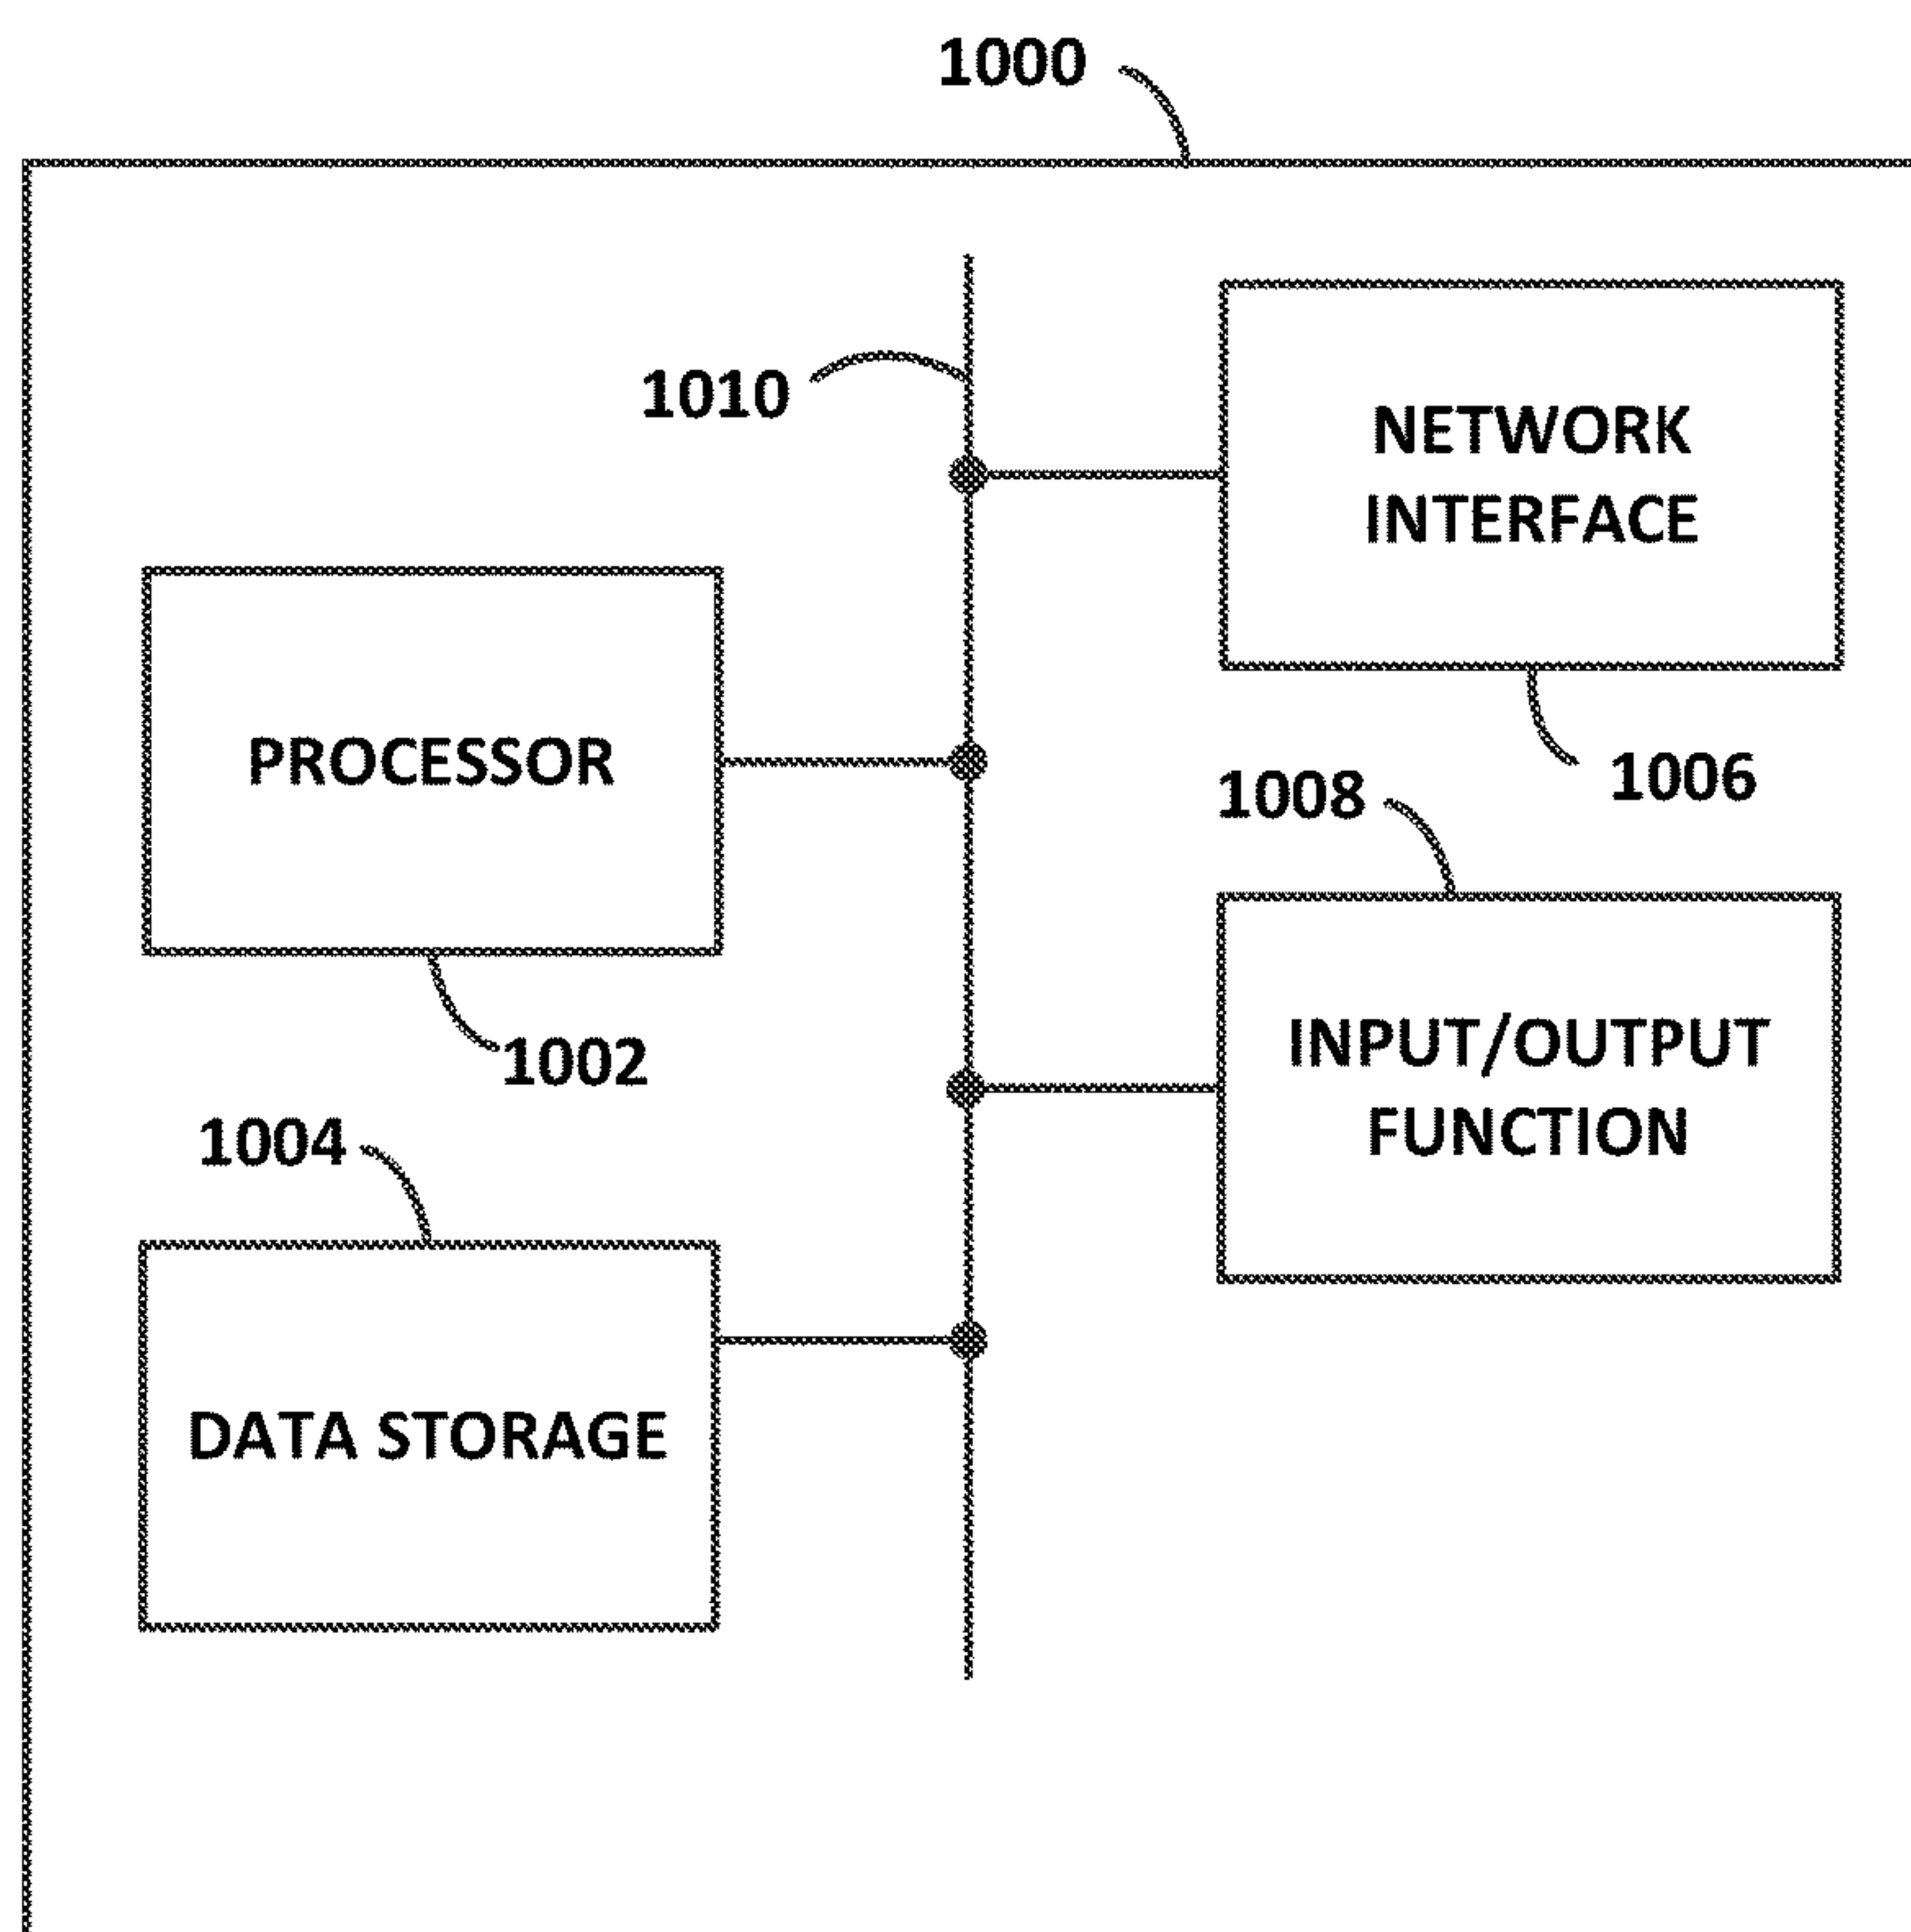 1000
1010
NETWORK
INTERFACE
PROCESSOR
1006
1008
1002
INPUT/OUTPUT
FUNCTION
1004
DATA STORAGE